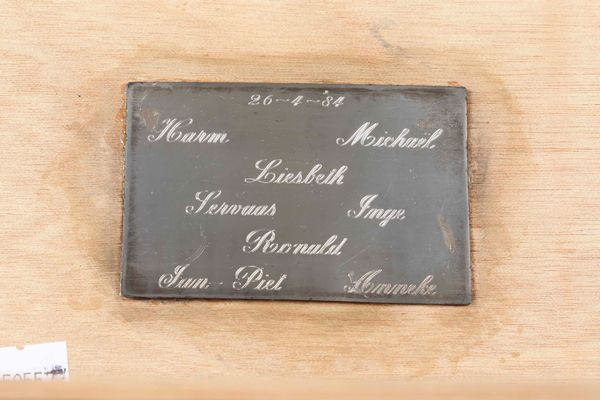 26-4-'84
Harm Michaël
Liesbeth
Servaas Inge
Ronald
Jan-Piet Anneke